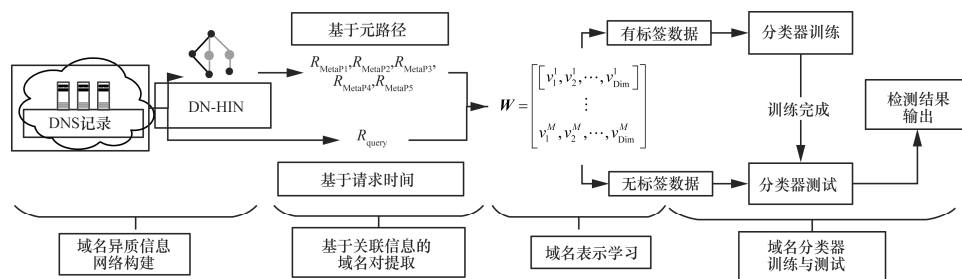 基于元路径
R_MetaP1,R_MetaP2,R_MetaP3,
R_MetaP4,R_MetaP5
DNS记录
DN-HIN
R_query
基于请求时间
W=
[v_1^1,v_2^1,⋯,v_Dim^1]
⋮
v_1^M,v_2^M,⋯,v_Dim^M
有标签数据
无标签数据
分类器训练
训练完成
分类器测试
检测结果
输出
域名异质信息
网络构建
基于关联信息的
域名对提取
域名表示学习
域名分类器
训练与测试